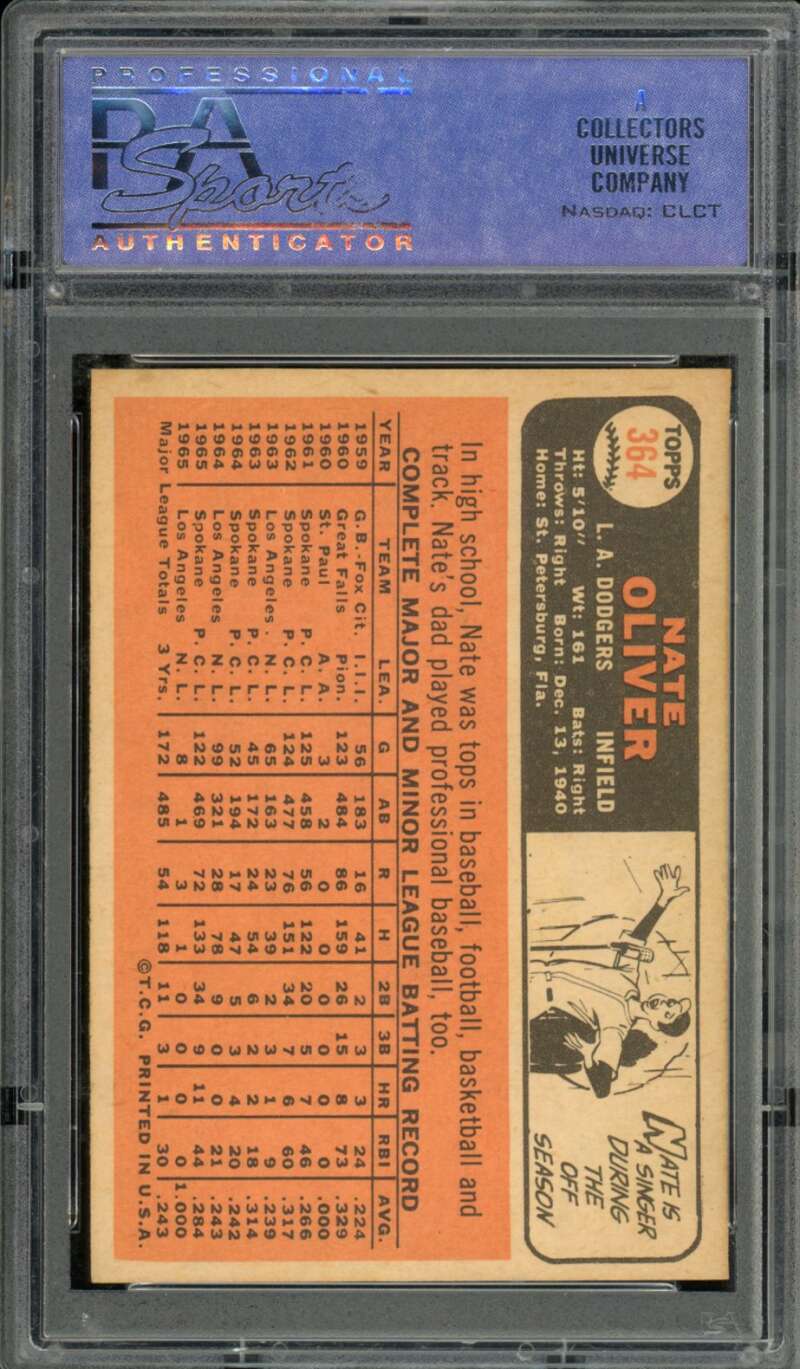 PROFESSIONAL
PSA
Sports
AUTHENTICATOR
A
COLLECTORS
UNIVERSE
COMPANY
NASDAQ: CLCT
TOPPS
364
NATE
OLIVER
L. A. DODGERS INFIELD
Ht: 5/10" Wt: 161 Bats: Right
Throws: Right Born: Dec. 13, 1940
Home: St. Petersburg, Fla.
NATE IS
A SINGER
DURING
THE
OFF
SEASON
In high school, Nate was tops in baseball, football, basketball and
track. Nate's dad played professional baseball, too.
COMPLETE MAJOR AND MINOR LEAGUE BATTING RECORD
YEAR TEAM LEA. G AB R H 2B 3B HR RBI AVG.
1959 G.B.-Fox Cit. I.I.I. 56 183 16 41 2 3 3 24 .224
1960 Great Falls Pion. 123 484 86 159 26 15 8 73 .329
1960 St. Paul A. A. 3 2 0 0 0 0 0 0 .000
1961 Spokane P. C. L. 125 458 56 122 20 5 7 46 .266
1962 Spokane P. C. L. 124 477 76 151 34 7 6 60 .317
1963 Los Angeles N. L. 65 163 23 39 2 3 1 9 .239
1963 Spokane P. C. L. 45 172 24 54 6 2 2 18 .314
1964 Spokane P. C. L. 52 194 17 47 5 3 4 20 .242
1964 Los Angeles N. L. 99 321 28 78 9 0 0 21 .243
1965 Spokane P. C. L. 122 469 72 133 34 9 11 44 .284
1965 Los Angeles N. L. 8 1 3 1 0 0 0 0 1.000
Major League Totals 3 Yrs. 172 485 54 118 11 3 1 30 .243
©T.C.G. PRINTED IN U.S.A.
PSA